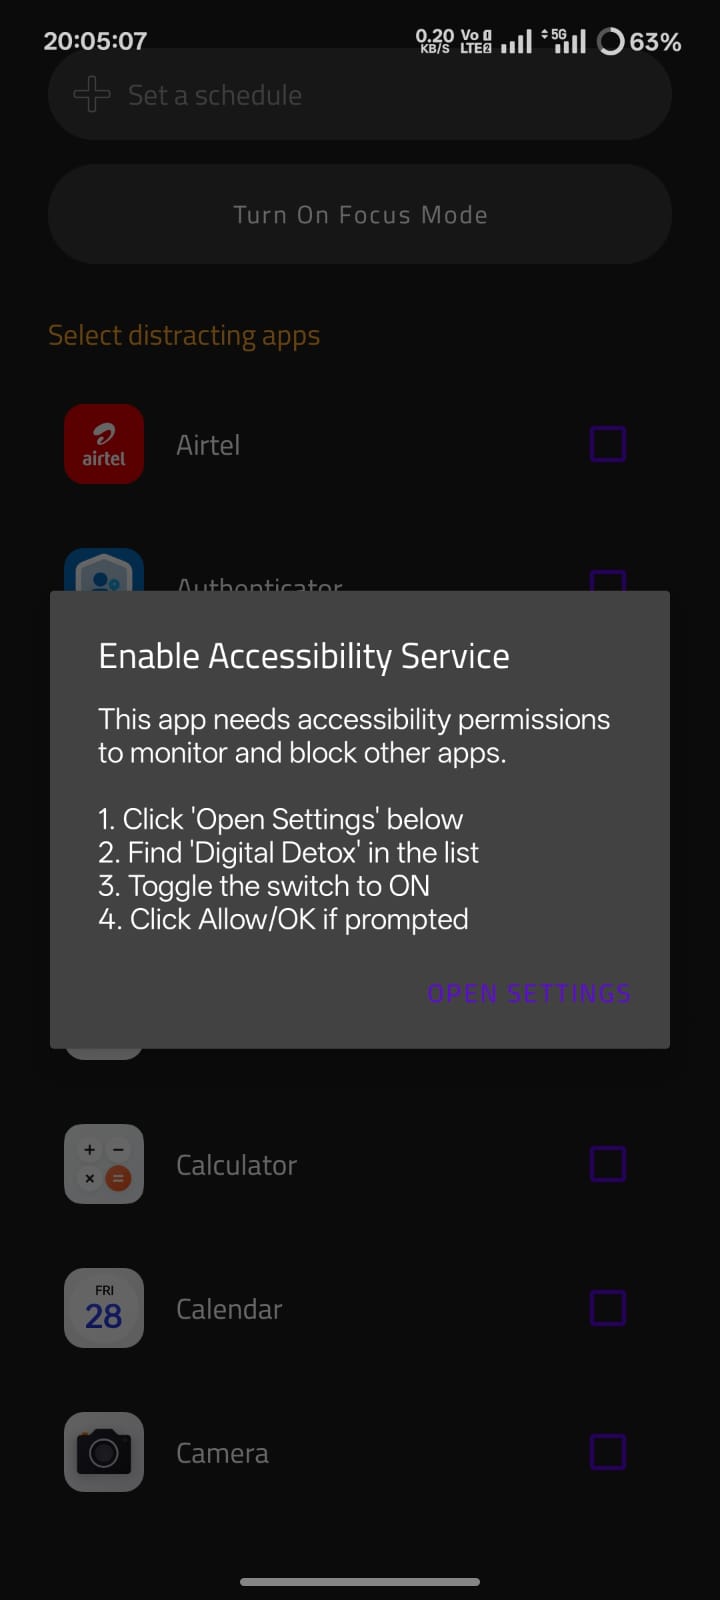 20:05:07
0.20 KB/S Vo LTE2 5G 63%
Set a schedule
Turn On Focus Mode
Select distracting apps
airtel
Airtel
Authenticator
Enable Accessibility Service
This app needs accessibility permissions
to monitor and block other apps.
1. Click 'Open Settings' below
2. Find 'Digital Detox' in the list
3. Toggle the switch to ON
4. Click Allow/OK if prompted
OPEN SETTINGS
+ −
× =
Calculator
FRI
28
Calendar
Camera